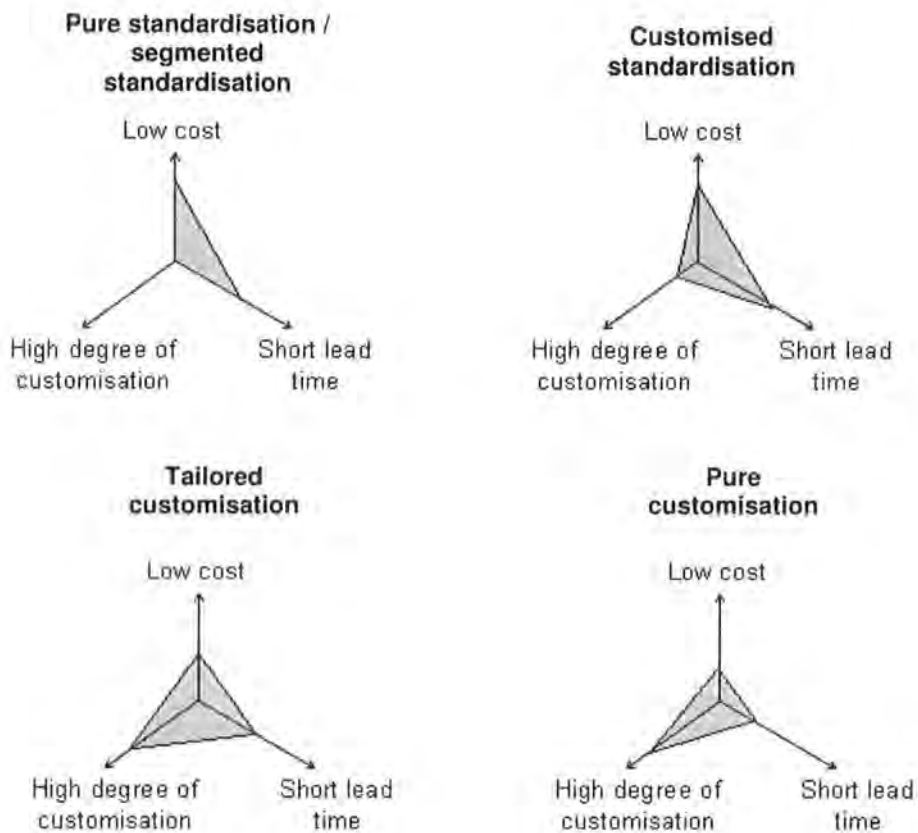 Pure standardisation /
segmented
standardisation
Low cost
High degree of
customisation
Short lead
time
Customised
standardisation
Low cost
High degree of
customisation
Short lead
time
Tailored
customisation
Low cost
High degree of
customisation
Short lead
time
Pure
customisation
Low cost
High degree of
customisation
Short lead
time